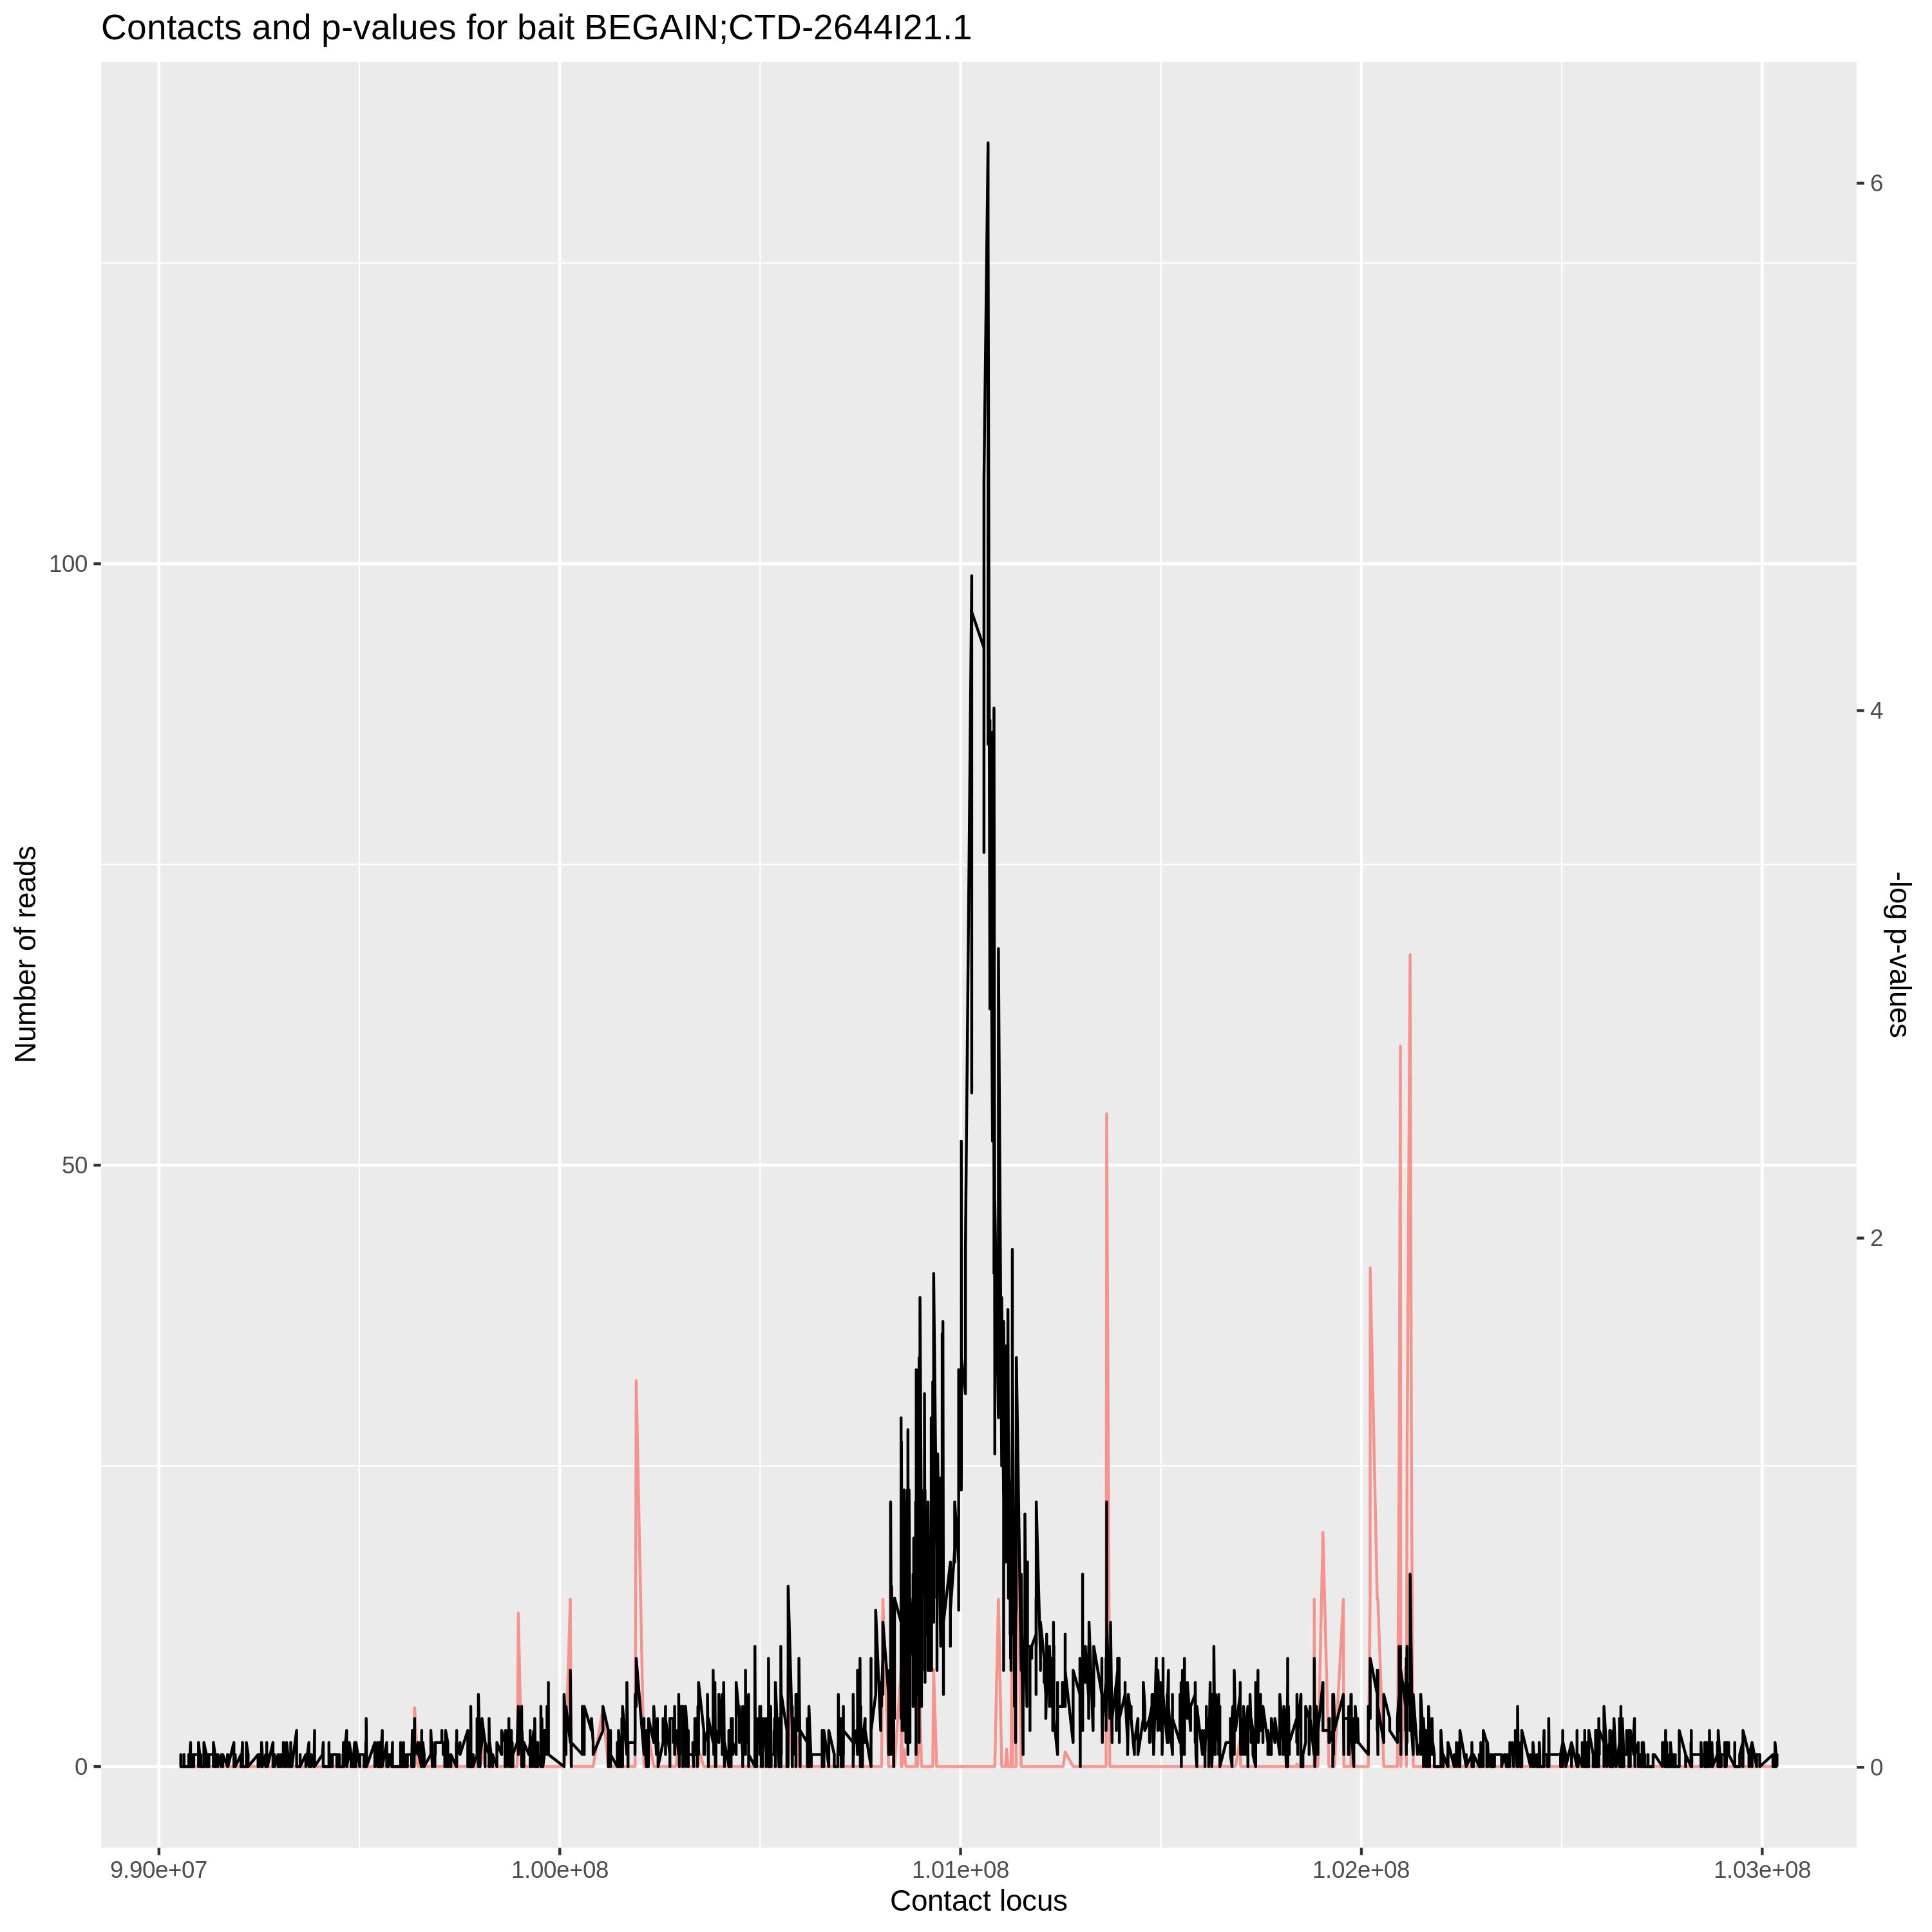 Contacts and p-values for bait BEGAIN;CTD-2644I21.1
Number of reads
100
50
0
6
4
2
0
-log p-values
9.90e+07
1.00e+08
1.01e+08
1.02e+08
1.03e+08
Contact locus